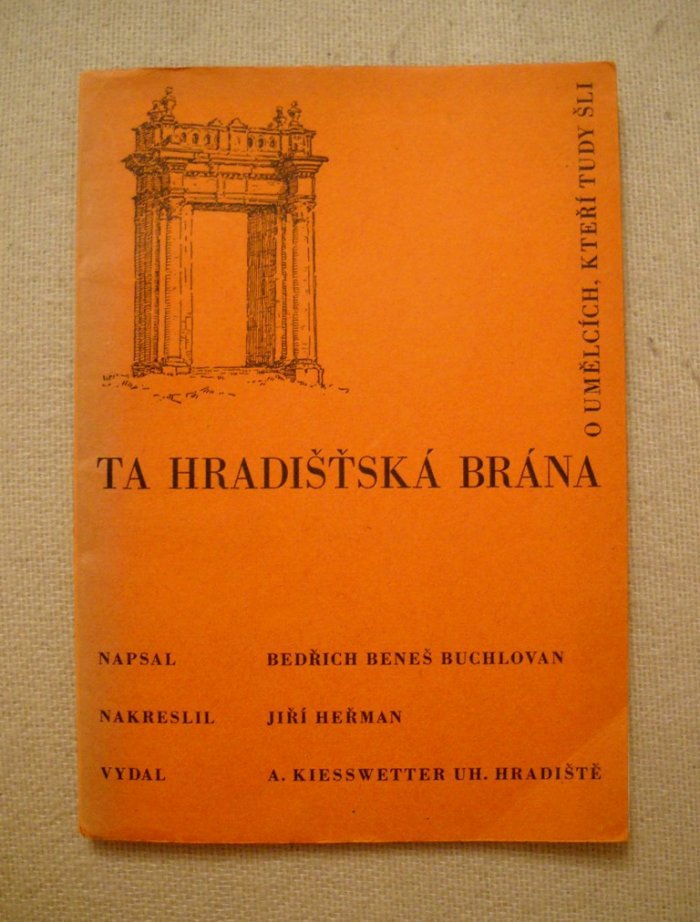 O UMĚLCÍCH, KTEŘÍ TUDY ŠLI
TA HRADIŠŤSKÁ BRÁNA
NAPSAL BEDŘICH BENEŠ BUCHLOVAN
NAKRESLIL JIŘÍ HEŘMAN
VYDAL A. KIESSWETTER UH. HRADIŠTĚ